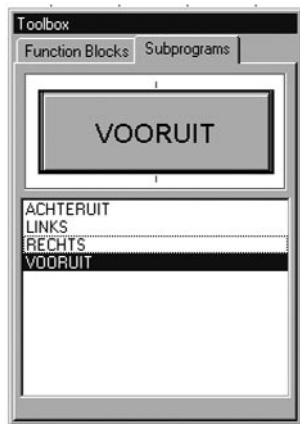 Toolbox
Function Blocks Subprograms
VOORUIT
ACHTERUIT
LINKS
RECHTS
VOORUIT